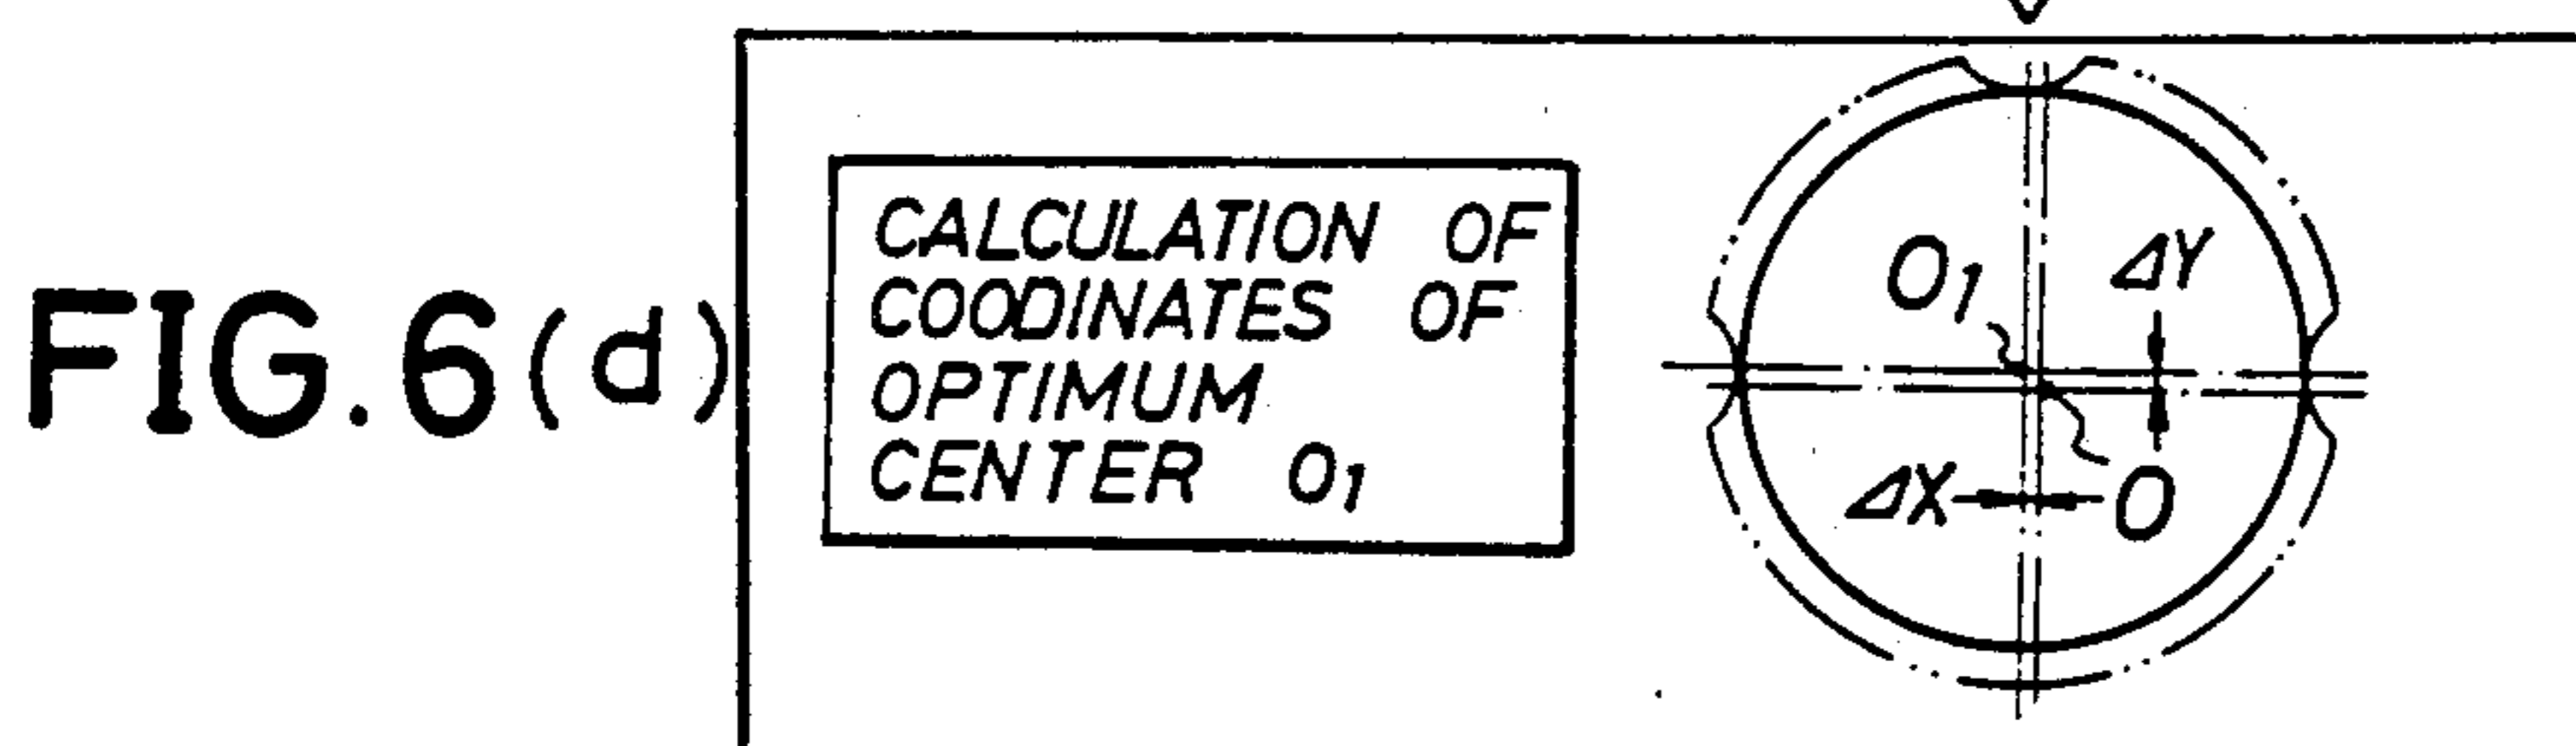 FIG.6(d)
CALCULATION OF
COODINATES OF
OPTIMUM
CENTER O1
O1
ΔY
ΔX
O